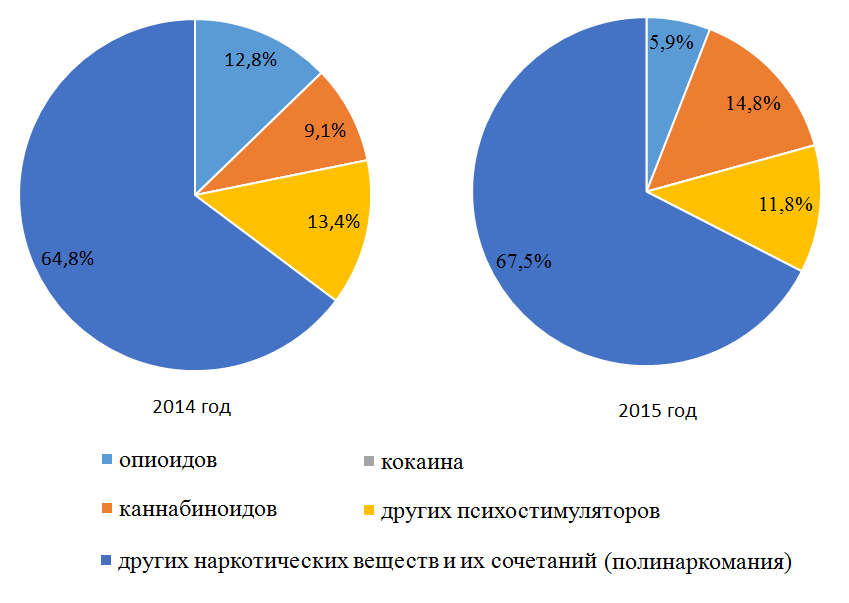 12,8%
9,1%
13,4%
64,8%
2014 год
5,9%
14,8%
11,8%
67,5%
2015 год
опиоидов
кокаина
каннабиноидов
других психостимуляторов
других наркотических веществ и их сочетаний (полинаркомания)